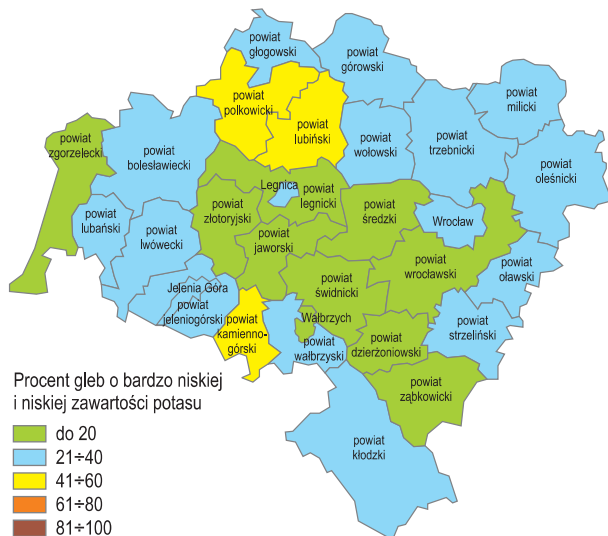 powiat
głogowski
powiat
górowski
powiat
polkowicki
powiat
milicki
powiat
lubiński
powiat
zgorzelecki
powiat
bolesławiecki
powiat
wołowski
powiat
trzebnicki
powiat
oleśnicki
Legnica
powiat
legnicki
powiat
złotoryjski
powiat
średzki
powiat
lubański
powiat
lwówecki
Wrocław
powiat
jaworski
powiat
wrocławski
powiat
oławski
Jelenia Góra
powiat
jeleniogórski
powiat
świdnicki
powiat
kamienno-
górski
Wałbrzych
powiat
wałbrzyski
powiat
dzierżoniowski
powiat
strzeliński
powiat
ząbkowicki
powiat
kłodzki
Procent gleb o bardzo niskiej
i niskiej zawartości potasu
do 20
21÷40
41÷60
61÷80
81÷100